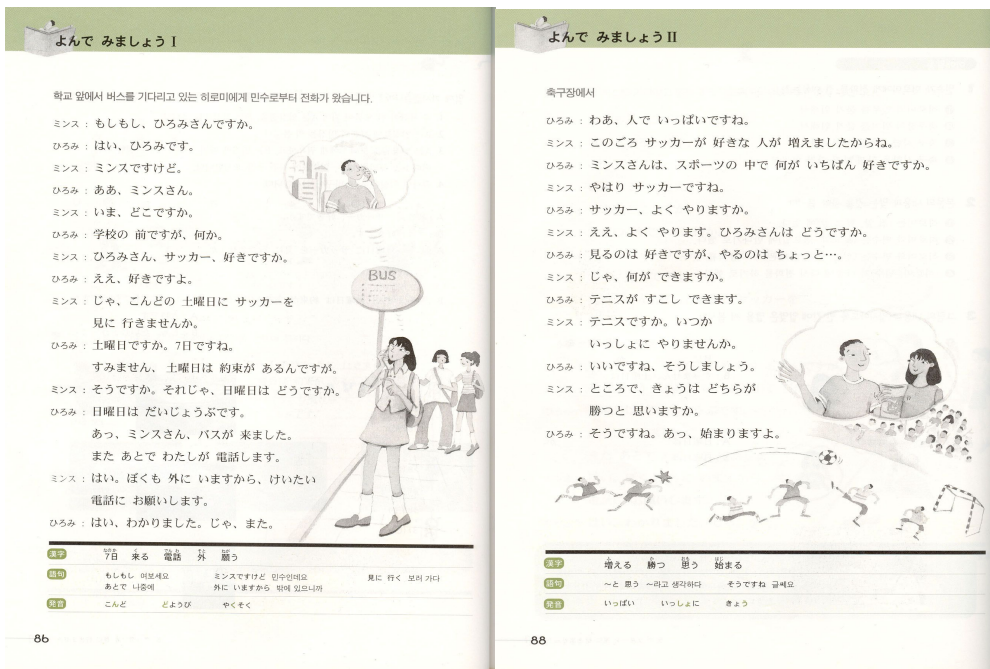 よんで みましょう I
학교 앞에서 버스를 기다리고 있는 히로미에게 민수로부터 전화가 왔습니다.
ミンス : もしもし、ひろみさんですか。
ひろみ : はい、ひろみです。
ミンス : ミンスですけど。
ひろみ : ああ、ミンスさん。
ミンス : いま、どこですか。
ひろみ : 学校の 前ですが、何か。
ミンス : ひろみさん、サッカー、好きですか。
ひろみ : ええ、好きですよ。
ミンス : じゃ、こんどの 土曜日に サッカーを
見に 行きませんか。
ひろみ : 土曜日ですか。7日ですね。
すみません、土曜日は 約束が あるんですが。
ミンス : そうですか。それじゃ、日曜日は どうですか。
ひろみ : 日曜日は だいじょうぶです。
あっ、ミンスさん、バスが 来ました。
また あとで わたしが 電話します。
ミンス : はい。ぼくも 外に いますから、けいたい
電話に お願いします。
ひろみ : はい、わかりました。じゃ、また。
BUS
漢字 7日 来る 電話 外 願う
なのか く でんわ そと ねが
語句 もしもし 여보세요 ミンスですけど 민수인데요 見に 行く 보러 가다
あとで 나중에 外に いますから 밖에 있으니까
発音 こんど どようび やくそく
86
よんで みましょう II
축구장에서
ひろみ : わあ、人で いっぱいですね。
ミンス : このごろ サッカーが 好きな 人が 増えましたからね。
ひろみ : ミンスさんは、スポーツの 中で 何が いちばん 好きですか。
ミンス : やはり サッカーですね。
ひろみ : サッカー、よく やりますか。
ミンス : ええ、よく やります。ひろみさんは どうですか。
ひろみ : 見るのは 好きですが、やるのは ちょっと…。
ミンス : じゃ、何が できますか。
ひろみ : テニスが すこし できます。
ミンス : テニスですか。いつか
いっしょに やりませんか。
ひろみ : いいですね、そうしましょう。
ミンス : ところで、きょうは どちらが
勝つと 思いますか。
ひろみ : そうですね。あっ、始まりますよ。
漢字 増える 勝つ 思う 始まる
ふ か おも はじ
語句 ~と 思う ~라고 생각하다 そうですね 글쎄요
発音 いっぱい いっしょに きょう
88